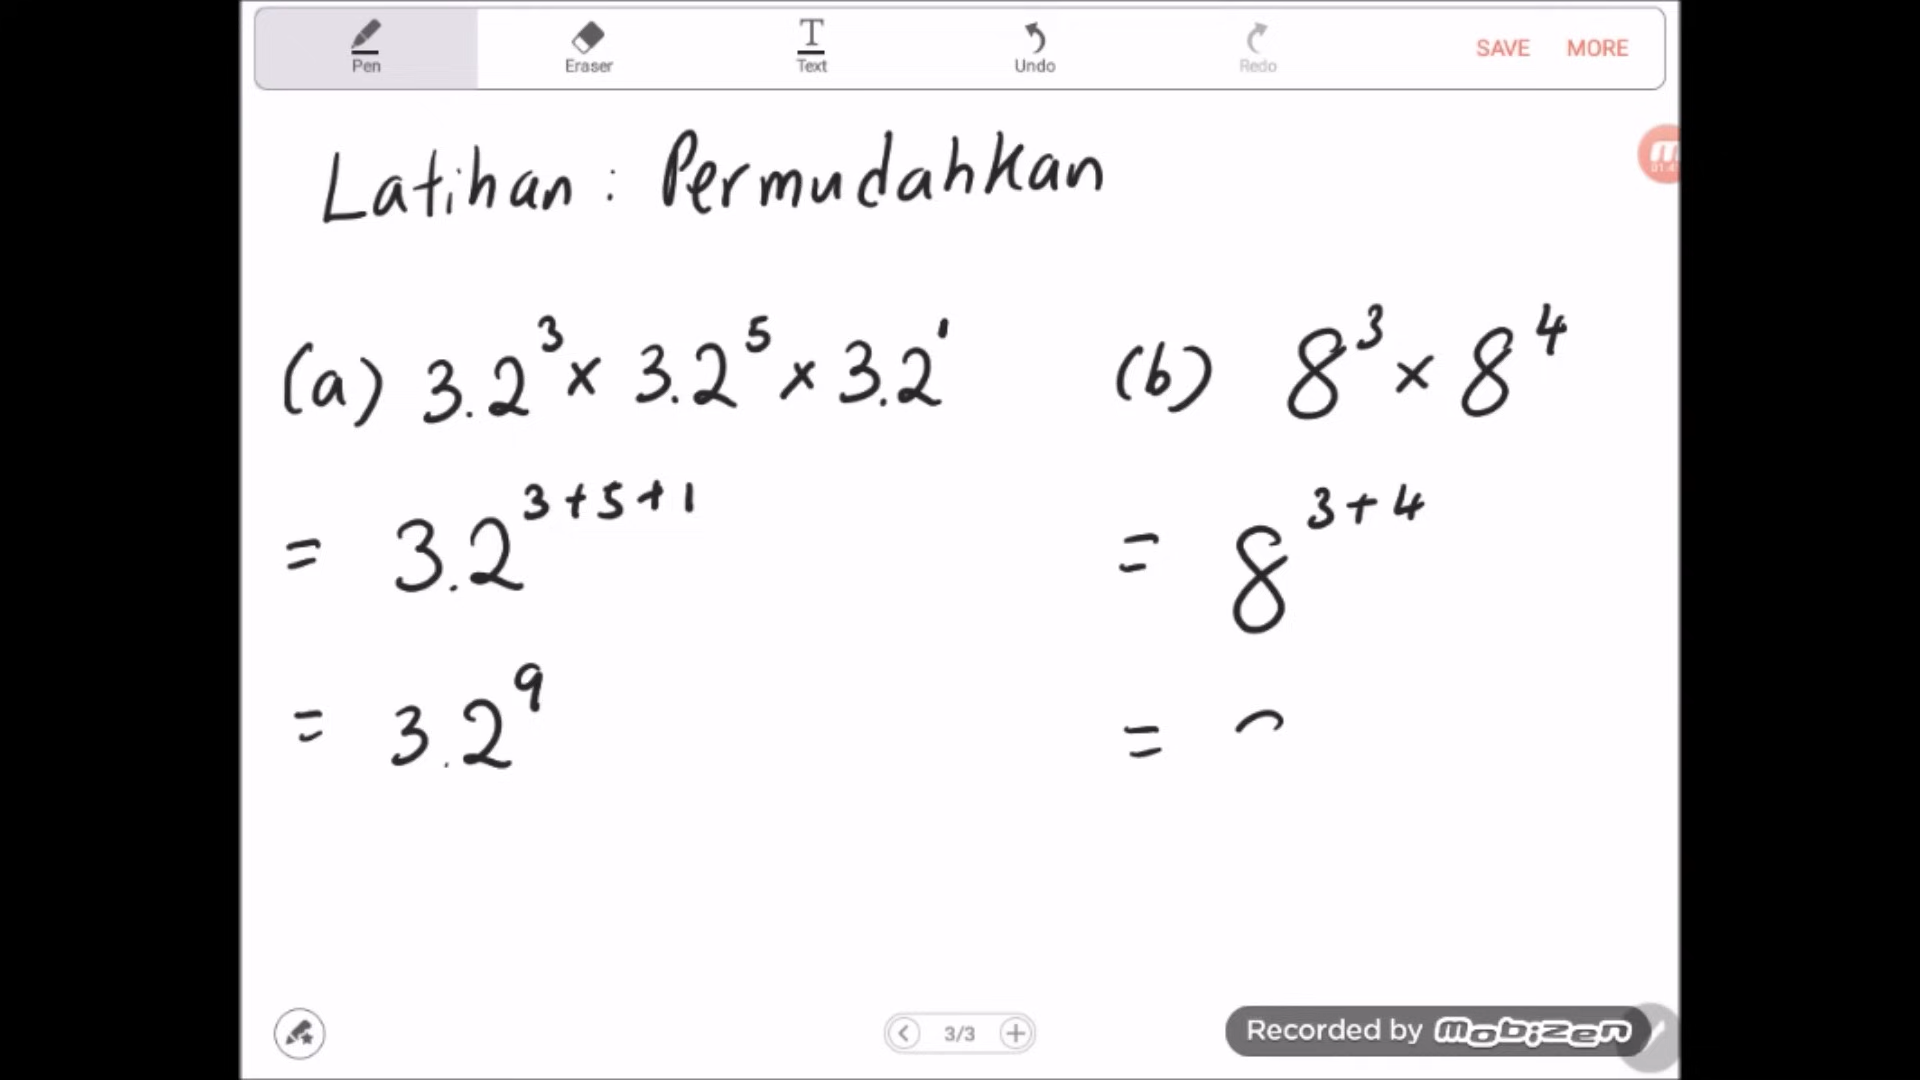 Pen Eraser Text Undo Redo SAVE MORE
Latihan : Permudahkan
(a) 3.2³ × 3.2⁵ × 3.2¹
= 3.2³⁺⁵⁺¹
= 3.2⁹
(b) 8³ × 8⁴
= 8³⁺⁴
=
3/3
Recorded by mobizen